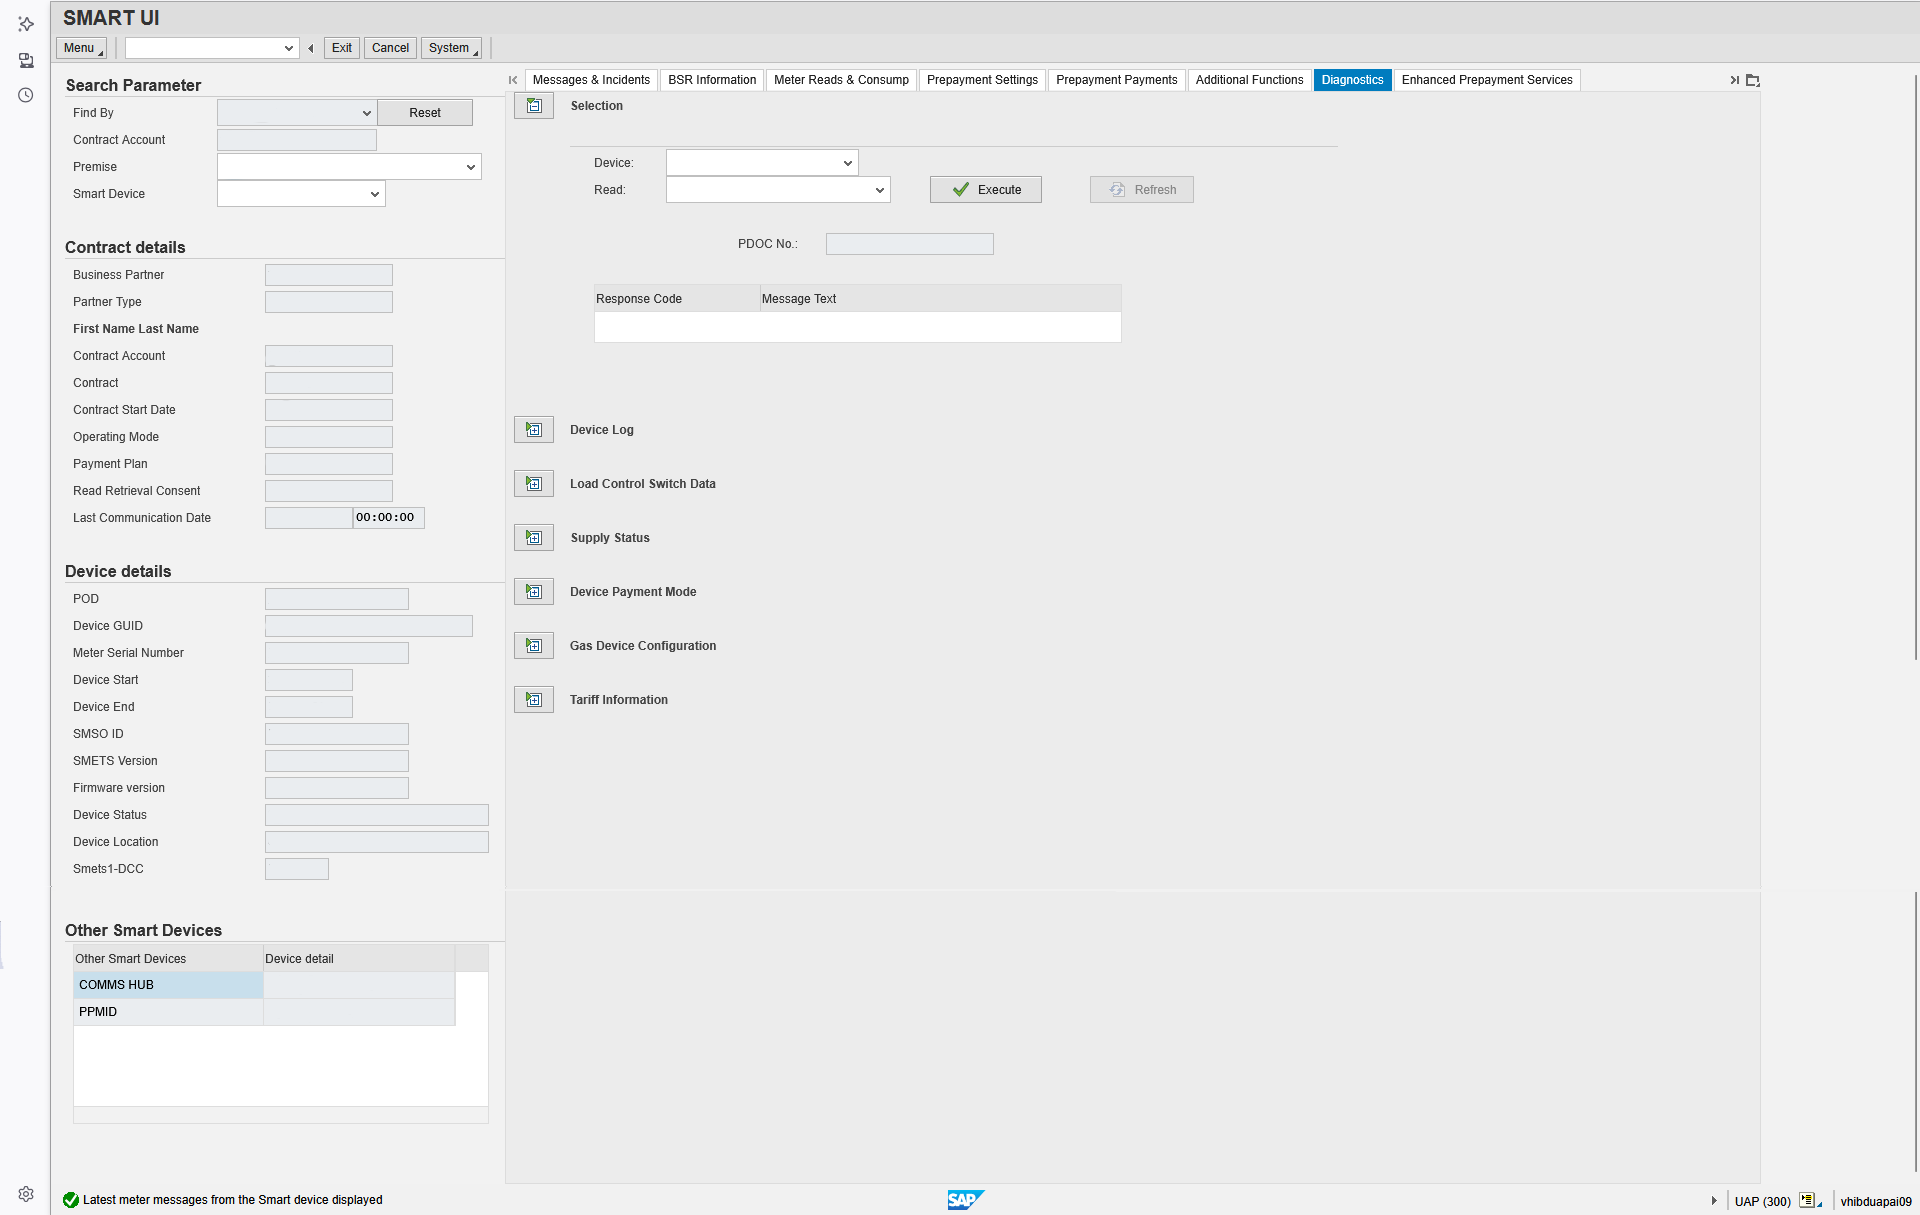 SMART UI
Menu
Exit
Cancel
System
Search Parameter
Find By
Reset
Contract Account
Premise
Smart Device
Contract details
Business Partner
Partner Type
First Name Last Name
Contract Account
Contract
Contract Start Date
Operating Mode
Payment Plan
Read Retrieval Consent
Last Communication Date
00:00:00
Device details
POD
Device GUID
Meter Serial Number
Device Start
Device End
SMSO ID
SMETS Version
Firmware version
Device Status
Device Location
Smets1-DCC
Other Smart Devices
Other Smart Devices
Device detail
COMMS HUB
PPMID
Messages & Incidents
BSR Information
Meter Reads & Consump
Prepayment Settings
Prepayment Payments
Additional Functions
Diagnostics
Enhanced Prepayment Services
Selection
Device:
Read:
Execute
Refresh
PDOC No.:
Response Code
Message Text
Device Log
Load Control Switch Data
Supply Status
Device Payment Mode
Gas Device Configuration
Tariff Information
Latest meter messages from the Smart device displayed
SAP
UAP (300)
vhibduapai09